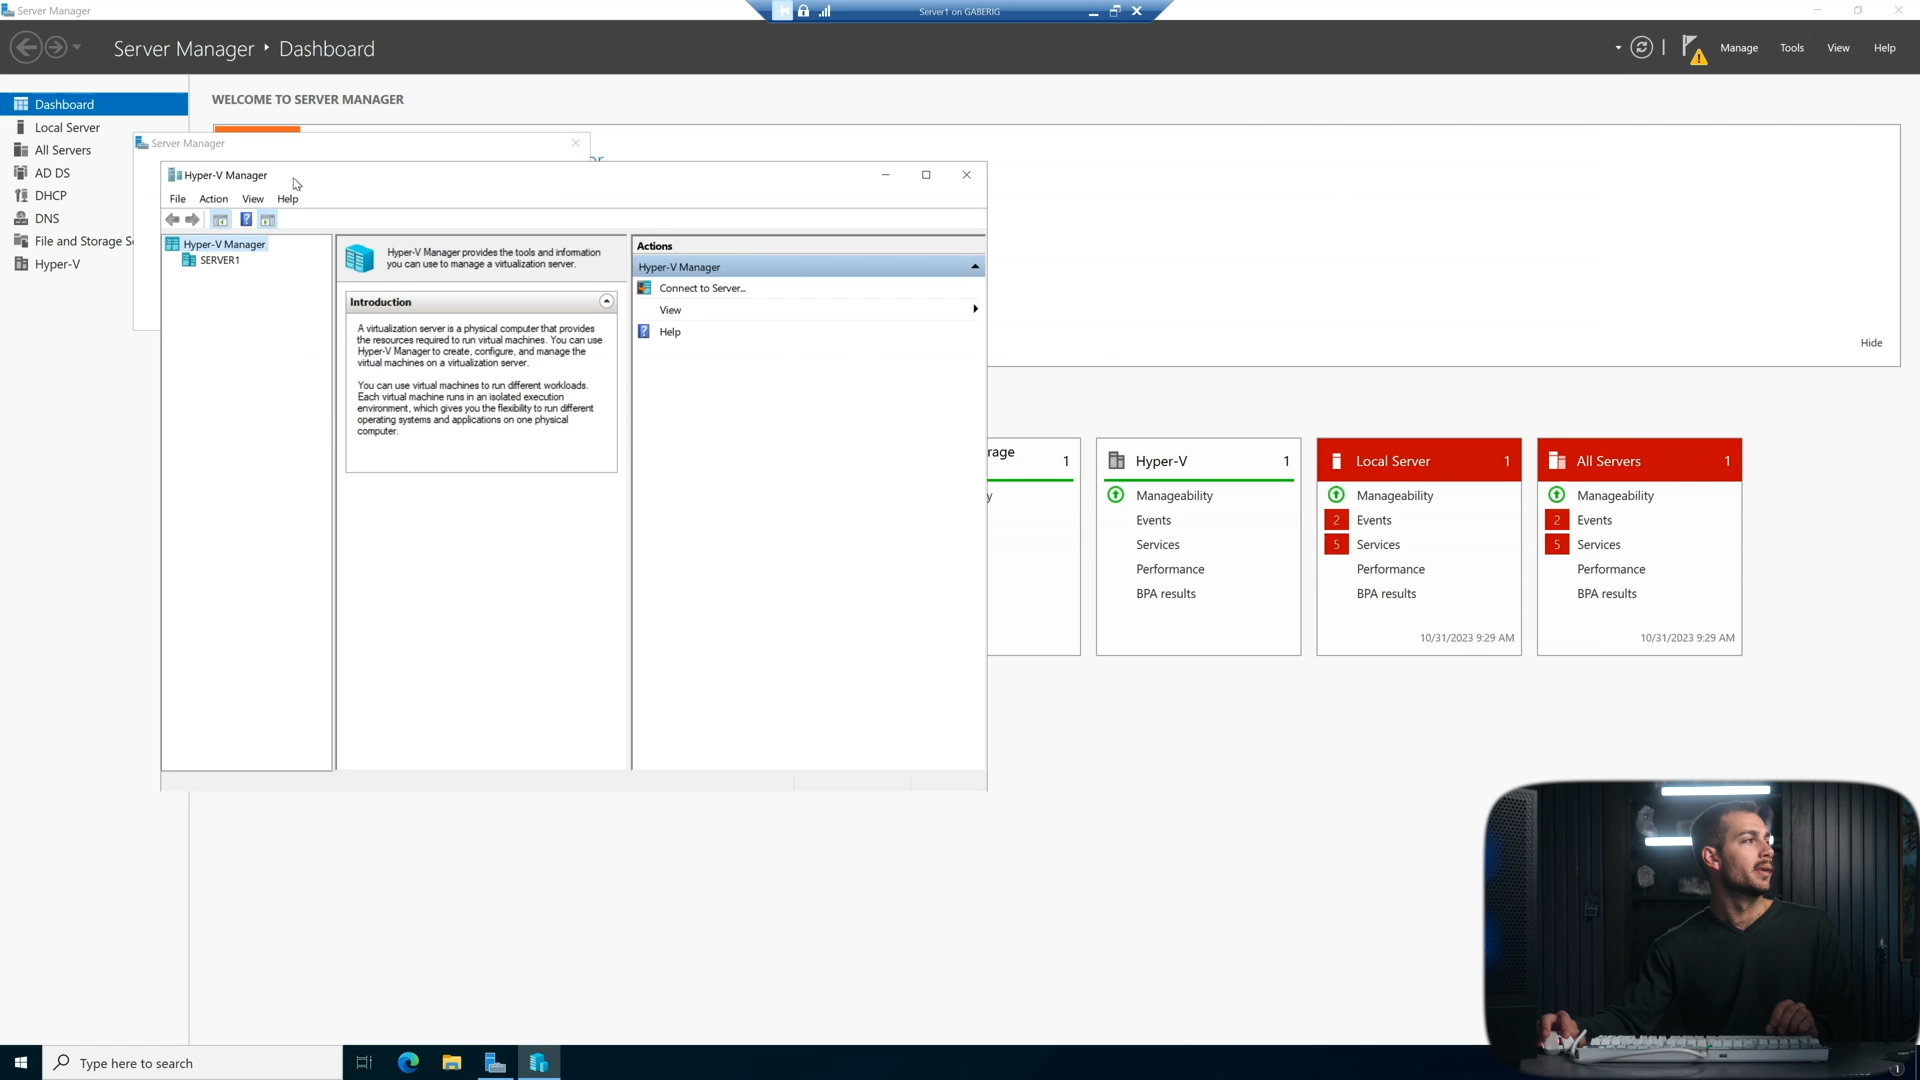 Server Manager
Server1 on GABERIG
Server Manager ‣ Dashboard
Manage
Tools
View
Help
Dashboard
Local Server
All Servers
AD DS
DHCP
DNS
File and Storage S
Hyper-V
WELCOME TO SERVER MANAGER
Server Manager
Hyper-V Manager
File
Action
View
Help
Hyper-V Manager
SERVER1
Hyper-V Manager provides the tools and information
you can use to manage a virtualization server.
Introduction
A virtualization server is a physical computer that provides
the resources required to run virtual machines. You can use
Hyper-V Manager to create, configure, and manage the
virtual machines on a virtualization server.
You can use virtual machines to run different workloads.
Each virtual machine runs in an isolated execution
environment, which gives you the flexibility to run different
operating systems and applications on one physical
computer.
Actions
Hyper-V Manager
Connect to Server...
View
Help
Hide
rage
1
y
Hyper-V 1
Manageability
Events
Services
Performance
BPA results
Local Server 1
Manageability
2 Events
5 Services
Performance
BPA results
10/31/2023 9:29 AM
All Servers 1
Manageability
2 Events
5 Services
Performance
BPA results
10/31/2023 9:29 AM
Type here to search
1